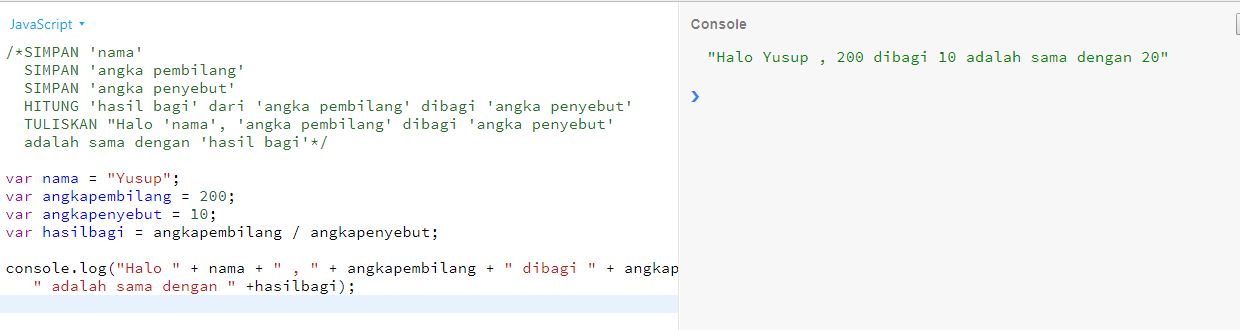 JavaScript
/*SIMPAN 'nama'
SIMPAN 'angka pembilang'
SIMPAN 'angka penyebut'
HITUNG 'hasil bagi' dari 'angka pembilang' dibagi 'angka penyebut'
TULISKAN "Halo 'nama', 'angka pembilang' dibagi 'angka penyebut'
adalah sama dengan 'hasil bagi'*/
var nama = "Yusup";
var angkapembilang = 200;
var angkapenyebut = 10;
var hasilbagi = angkapembilang / angkapenyebut;
console.log("Halo " + nama + " , " + angkapembilang + " dibagi " + angkap
" adalah sama dengan " +hasilbagi);
Console
"Halo Yusup , 200 dibagi 10 adalah sama dengan 20"